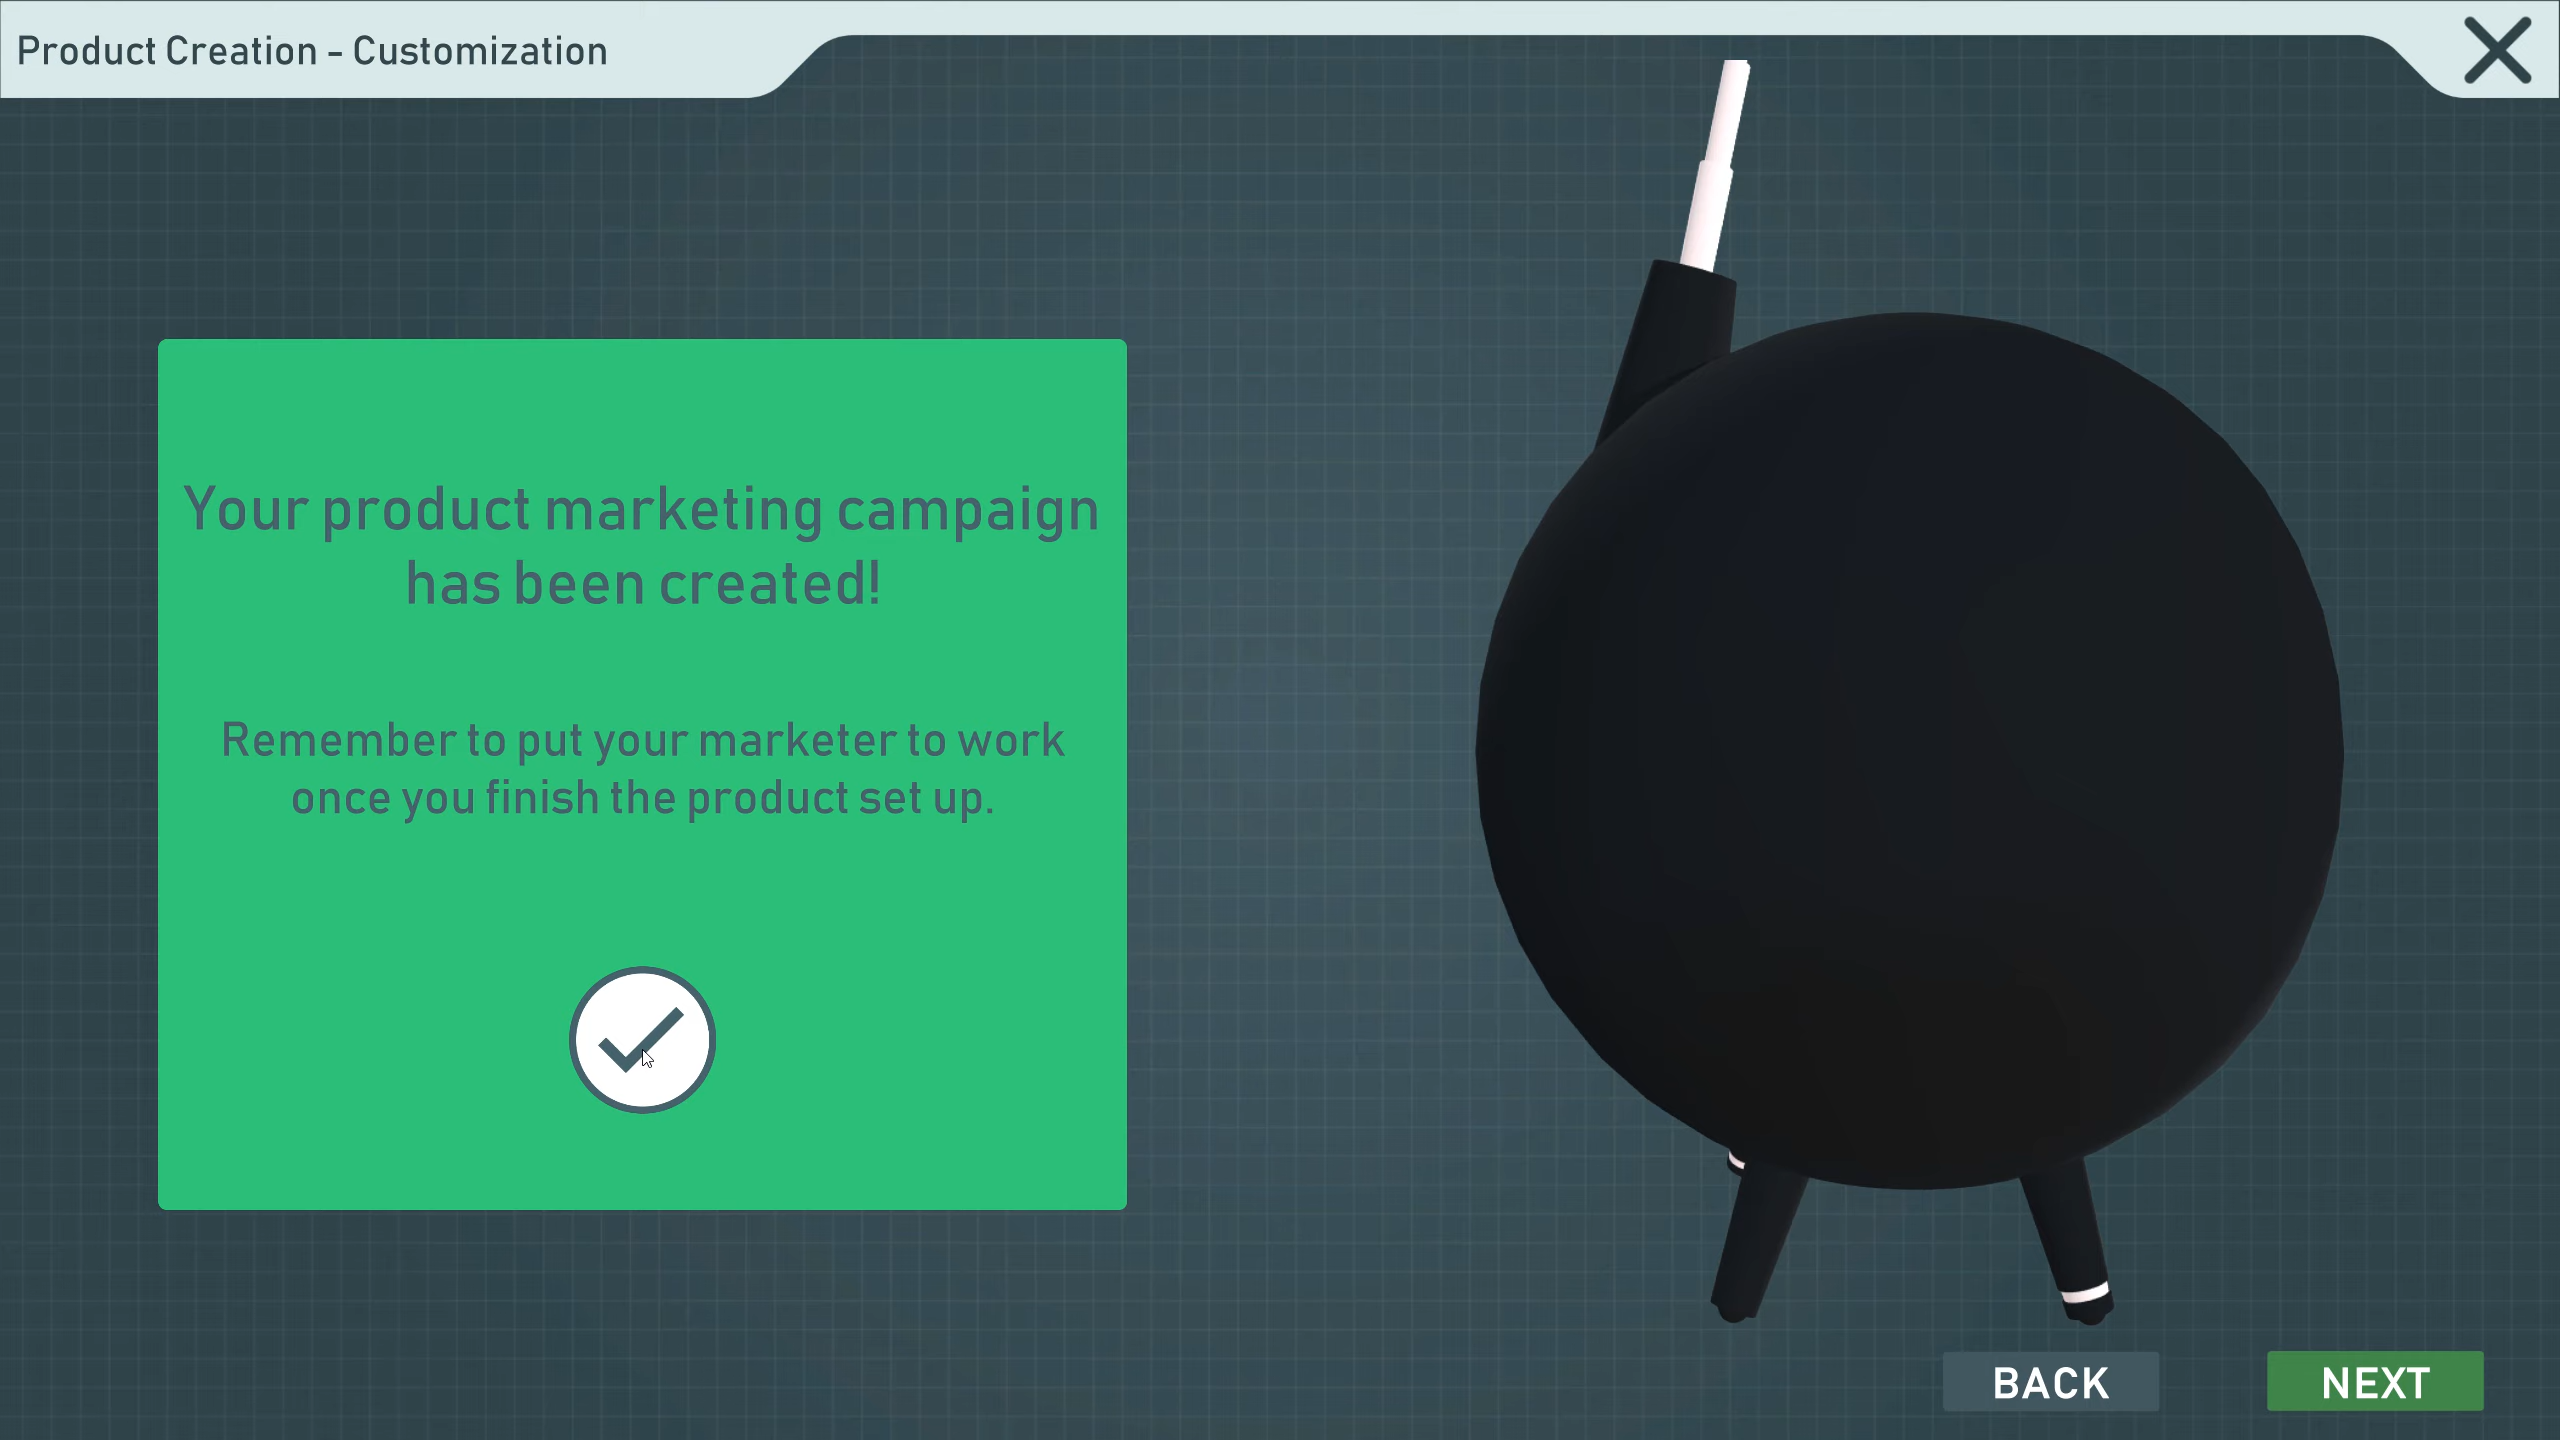 Product Creation - Customization
Your product marketing campaign
has been created!
Remember to put your marketer to work
once you finish the product set up.
BACK
NEXT